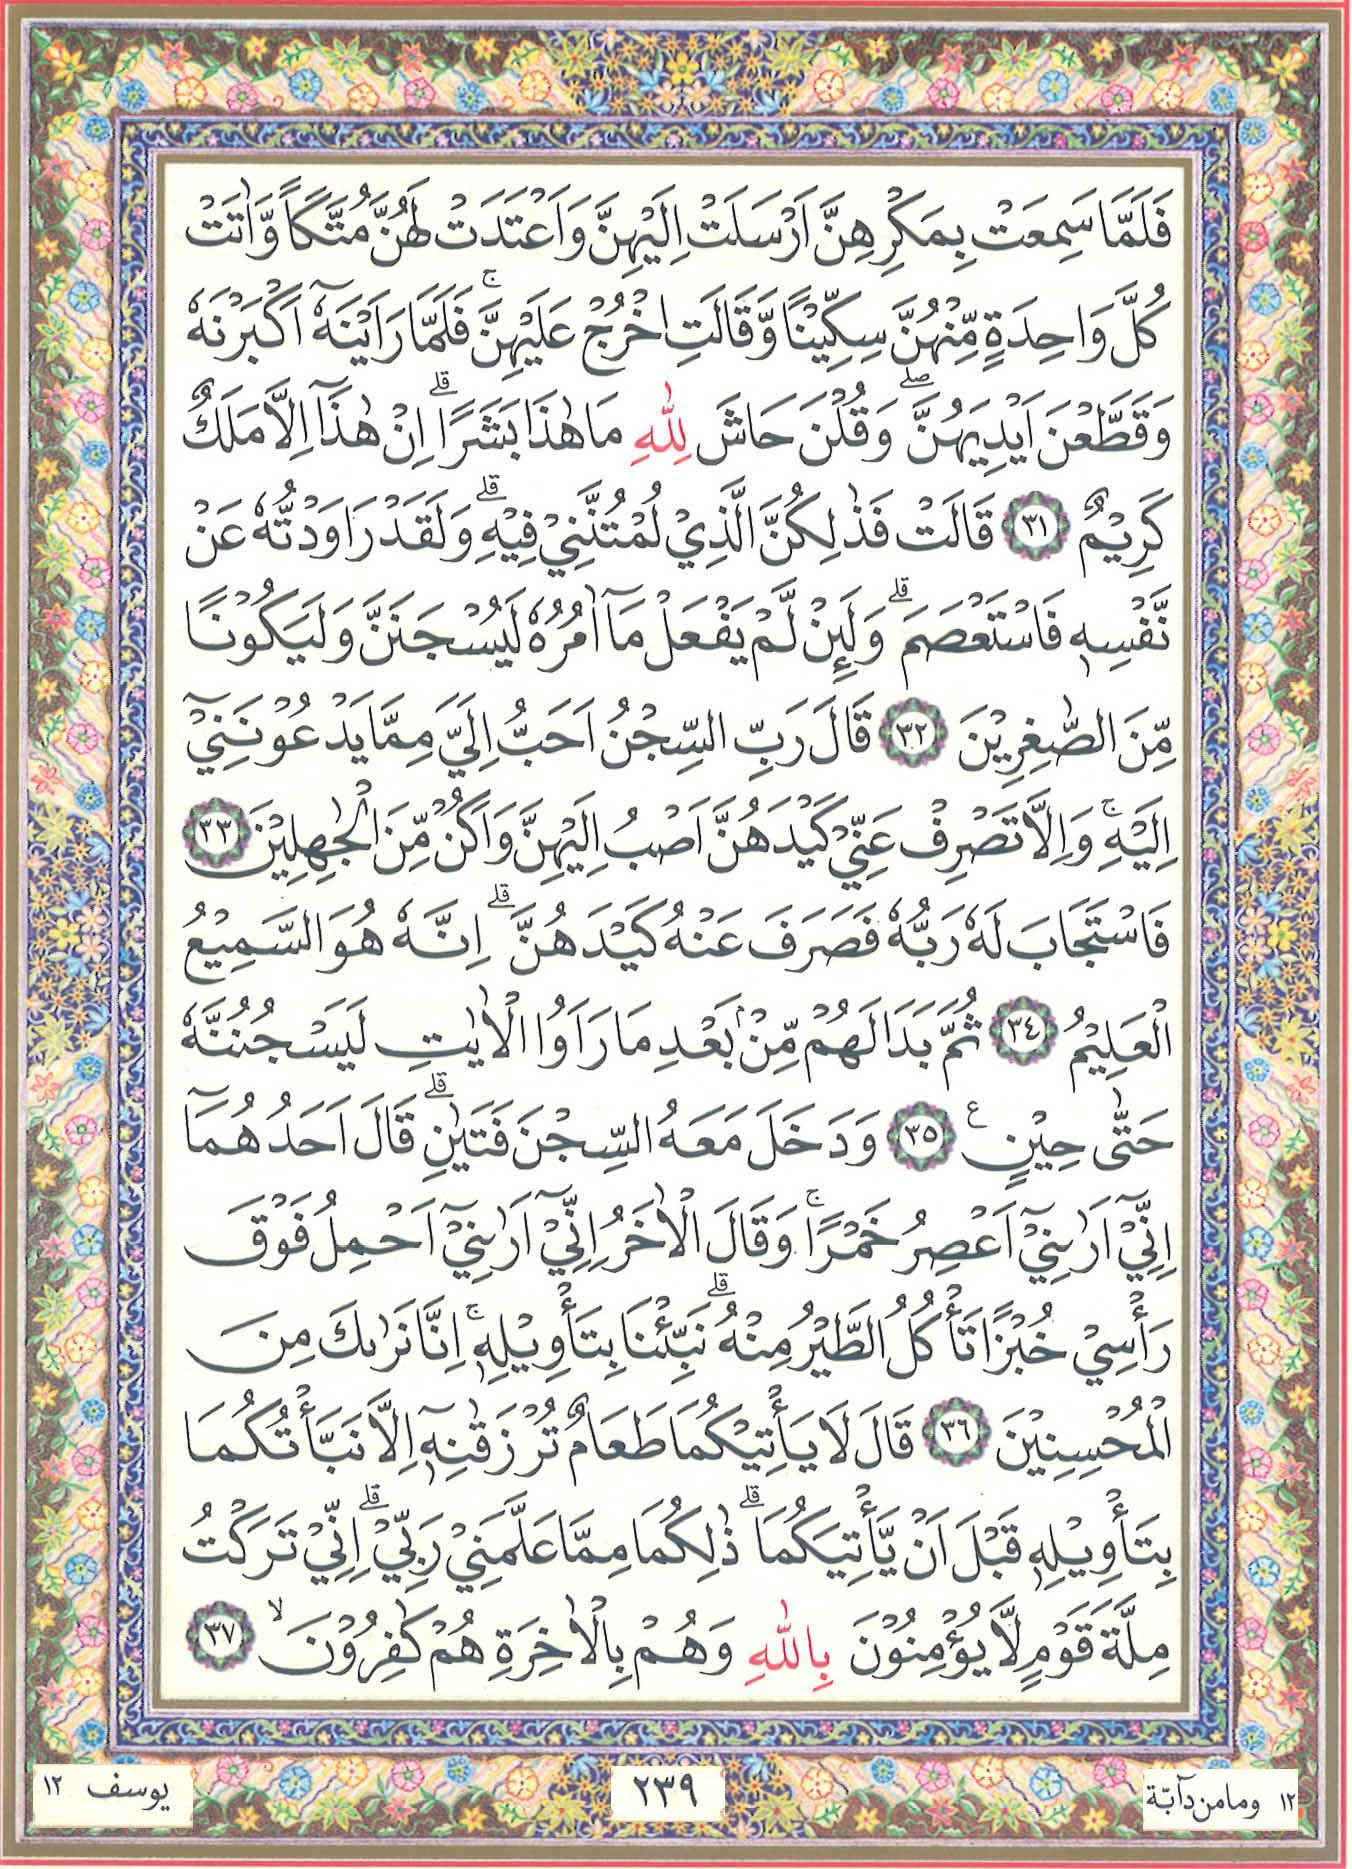 فَلَمَّا سَمِعَتْ بِمَكْرِهِنَّ اَرْسَلَتْ اِلَيْهِنَّ وَاَعْتَدَتْ لَهُنَّ مُتَّكَاً وَّاٰتَتْ
كُلَّ وَاحِدَةٍ مِّنْهُنَّ سِكِّيْنًا وَّقَالَتِ اخْرُجْ عَلَيْهِنَّ ۚ فَلَمَّا رَاَيْنَهٗٓ اَكْبَرْنَهٗ
وَقَطَّعْنَ اَيْدِيَهُنَّ ۖ وَقُلْنَ حَاشَ لِلّٰهِ مَا هٰذَا بَشَرًا ۗ اِنْ هٰذَآ اِلَّا مَلَكٌ
كَرِيْمٌ ٣١ قَالَتْ فَذٰلِكُنَّ الَّذِيْ لُمْتُنَّنِيْ فِيْهِ ۗ وَلَقَدْ رَاوَدْتُّهٗ عَنْ
نَّفْسِهٖ فَاسْتَعْصَمَ ۗ وَلَىِٕنْ لَّمْ يَفْعَلْ مَآ اٰمُرُهٗ لَيُسْجَنَنَّ وَلَيَكُوْنًا
مِّنَ الصّٰغِرِيْنَ ٣٢ قَالَ رَبِّ السِّجْنُ اَحَبُّ اِلَيَّ مِمَّا يَدْعُوْنَنِيْٓ
اِلَيْهِ ۚ وَاِلَّا تَصْرِفْ عَنِّيْ كَيْدَهُنَّ اَصْبُ اِلَيْهِنَّ وَاَكُنْ مِّنَ الْجٰهِلِيْنَ ٣٣
فَاسْتَجَابَ لَهٗ رَبُّهٗ فَصَرَفَ عَنْهُ كَيْدَهُنَّ ۗ اِنَّهٗ هُوَ السَّمِيْعُ
الْعَلِيْمُ ٣٤ ثُمَّ بَدَا لَهُمْ مِّنْۢ بَعْدِ مَا رَاَوُا الْاٰيٰتِ لَيَسْجُنُنَّهٗ
حَتّٰى حِيْنٍ ع ٣٥ وَدَخَلَ مَعَهُ السِّجْنَ فَتَيٰنِ ۗ قَالَ اَحَدُهُمَآ
اِنِّيْٓ اَرٰىنِيْٓ اَعْصِرُ خَمْرًا ۚ وَقَالَ الْاٰخَرُ اِنِّيْٓ اَرٰىنِيْٓ اَحْمِلُ فَوْقَ
رَأْسِيْ خُبْزًا تَأْكُلُ الطَّيْرُ مِنْهُ ۗ نَبِّئْنَا بِتَأْوِيْلِهٖ ۚ اِنَّا نَرٰىكَ مِنَ
الْمُحْسِنِيْنَ ٣٦ قَالَ لَا يَأْتِيْكُمَا طَعَامٌ تُرْزَقٰنِهٖٓ اِلَّا نَبَّأْتُكُمَا
بِتَأْوِيْلِهٖ قَبْلَ اَنْ يَّأْتِيَكُمَا ۗ ذٰلِكُمَا مِمَّا عَلَّمَنِيْ رَبِّيْ ۗ اِنِّيْ تَرَكْتُ
مِلَّةَ قَوْمٍ لَّا يُؤْمِنُوْنَ بِاللّٰهِ وَهُمْ بِالْاٰخِرَةِ هُمْ كٰفِرُوْنَ ۙ ٣٧
١٢ ومامن دآبّة
٢٣٩
يوسف ١٢